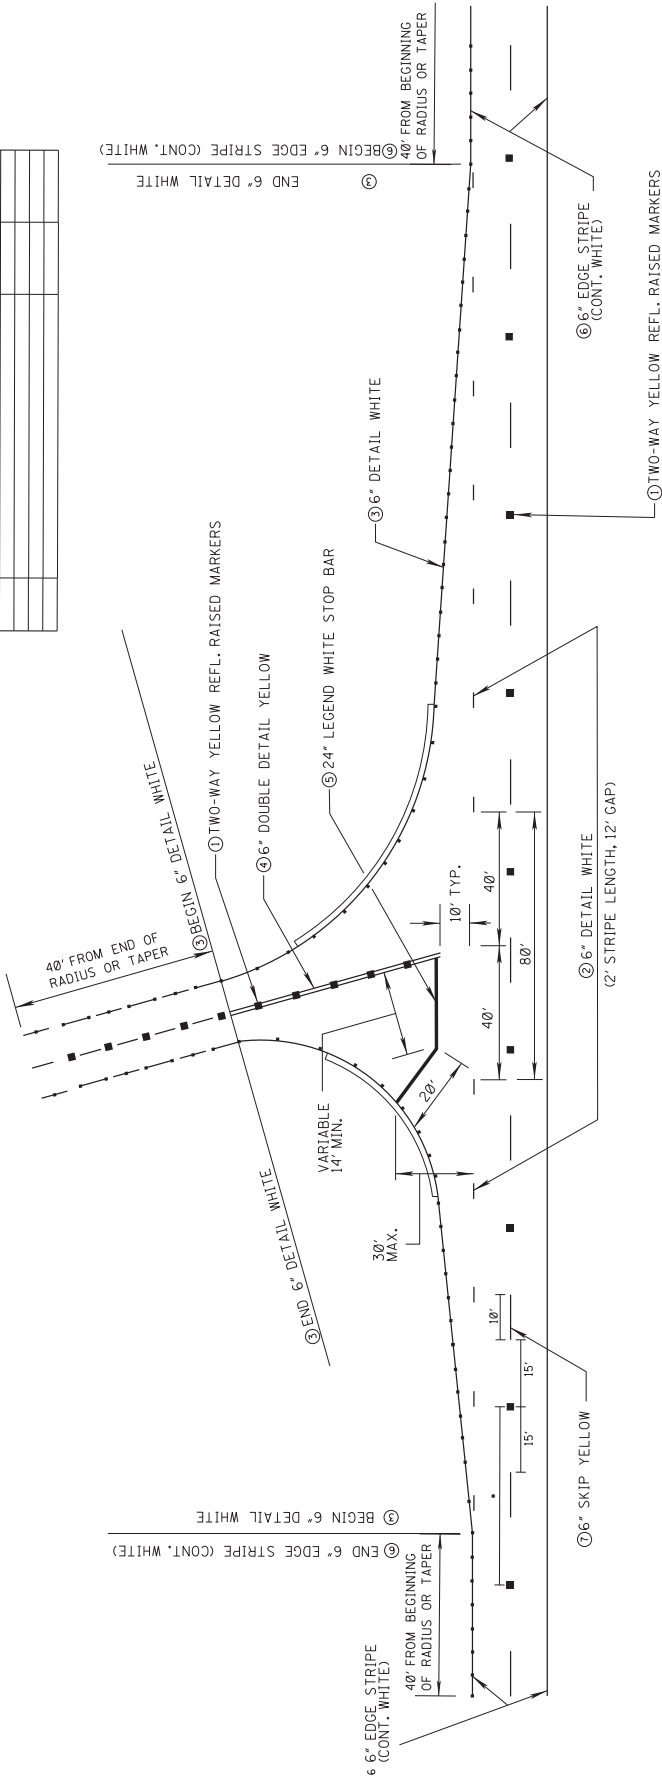 ⑥BEGIN 6" EDGE STRIPE (CONT. WHITE)
③ END 6" DETAIL WHITE
40' FROM BEGINNING
OF RADIUS OR TAPER
⑥6" EDGE STRIPE
(CONT. WHITE)
①TWO-WAY YELLOW REFL. RAISED MARKERS
③6" DETAIL WHITE
①TWO-WAY YELLOW REFL. RAISED MARKERS
④6" DOUBLE DETAIL YELLOW
⑤24" LEGEND WHITE STOP BAR
③BEGIN 6" DETAIL WHITE
40' FROM END OF
RADIUS OR TAPER
10' TYP.
40'
40'
80'
②6" DETAIL WHITE
(2' STRIPE LENGTH, 12' GAP)
20'
VARIABLE
14' MIN.
30'
MAX.
③END 6" DETAIL WHITE
10'
15'
15'
⑦6" SKIP YELLOW
③ BEGIN 6" DETAIL WHITE
⑥END 6" EDGE STRIPE (CONT. WHITE)
40' FROM BEGINNING
OF RADIUS OR TAPER
6 6" EDGE STRIPE
(CONT. WHITE)